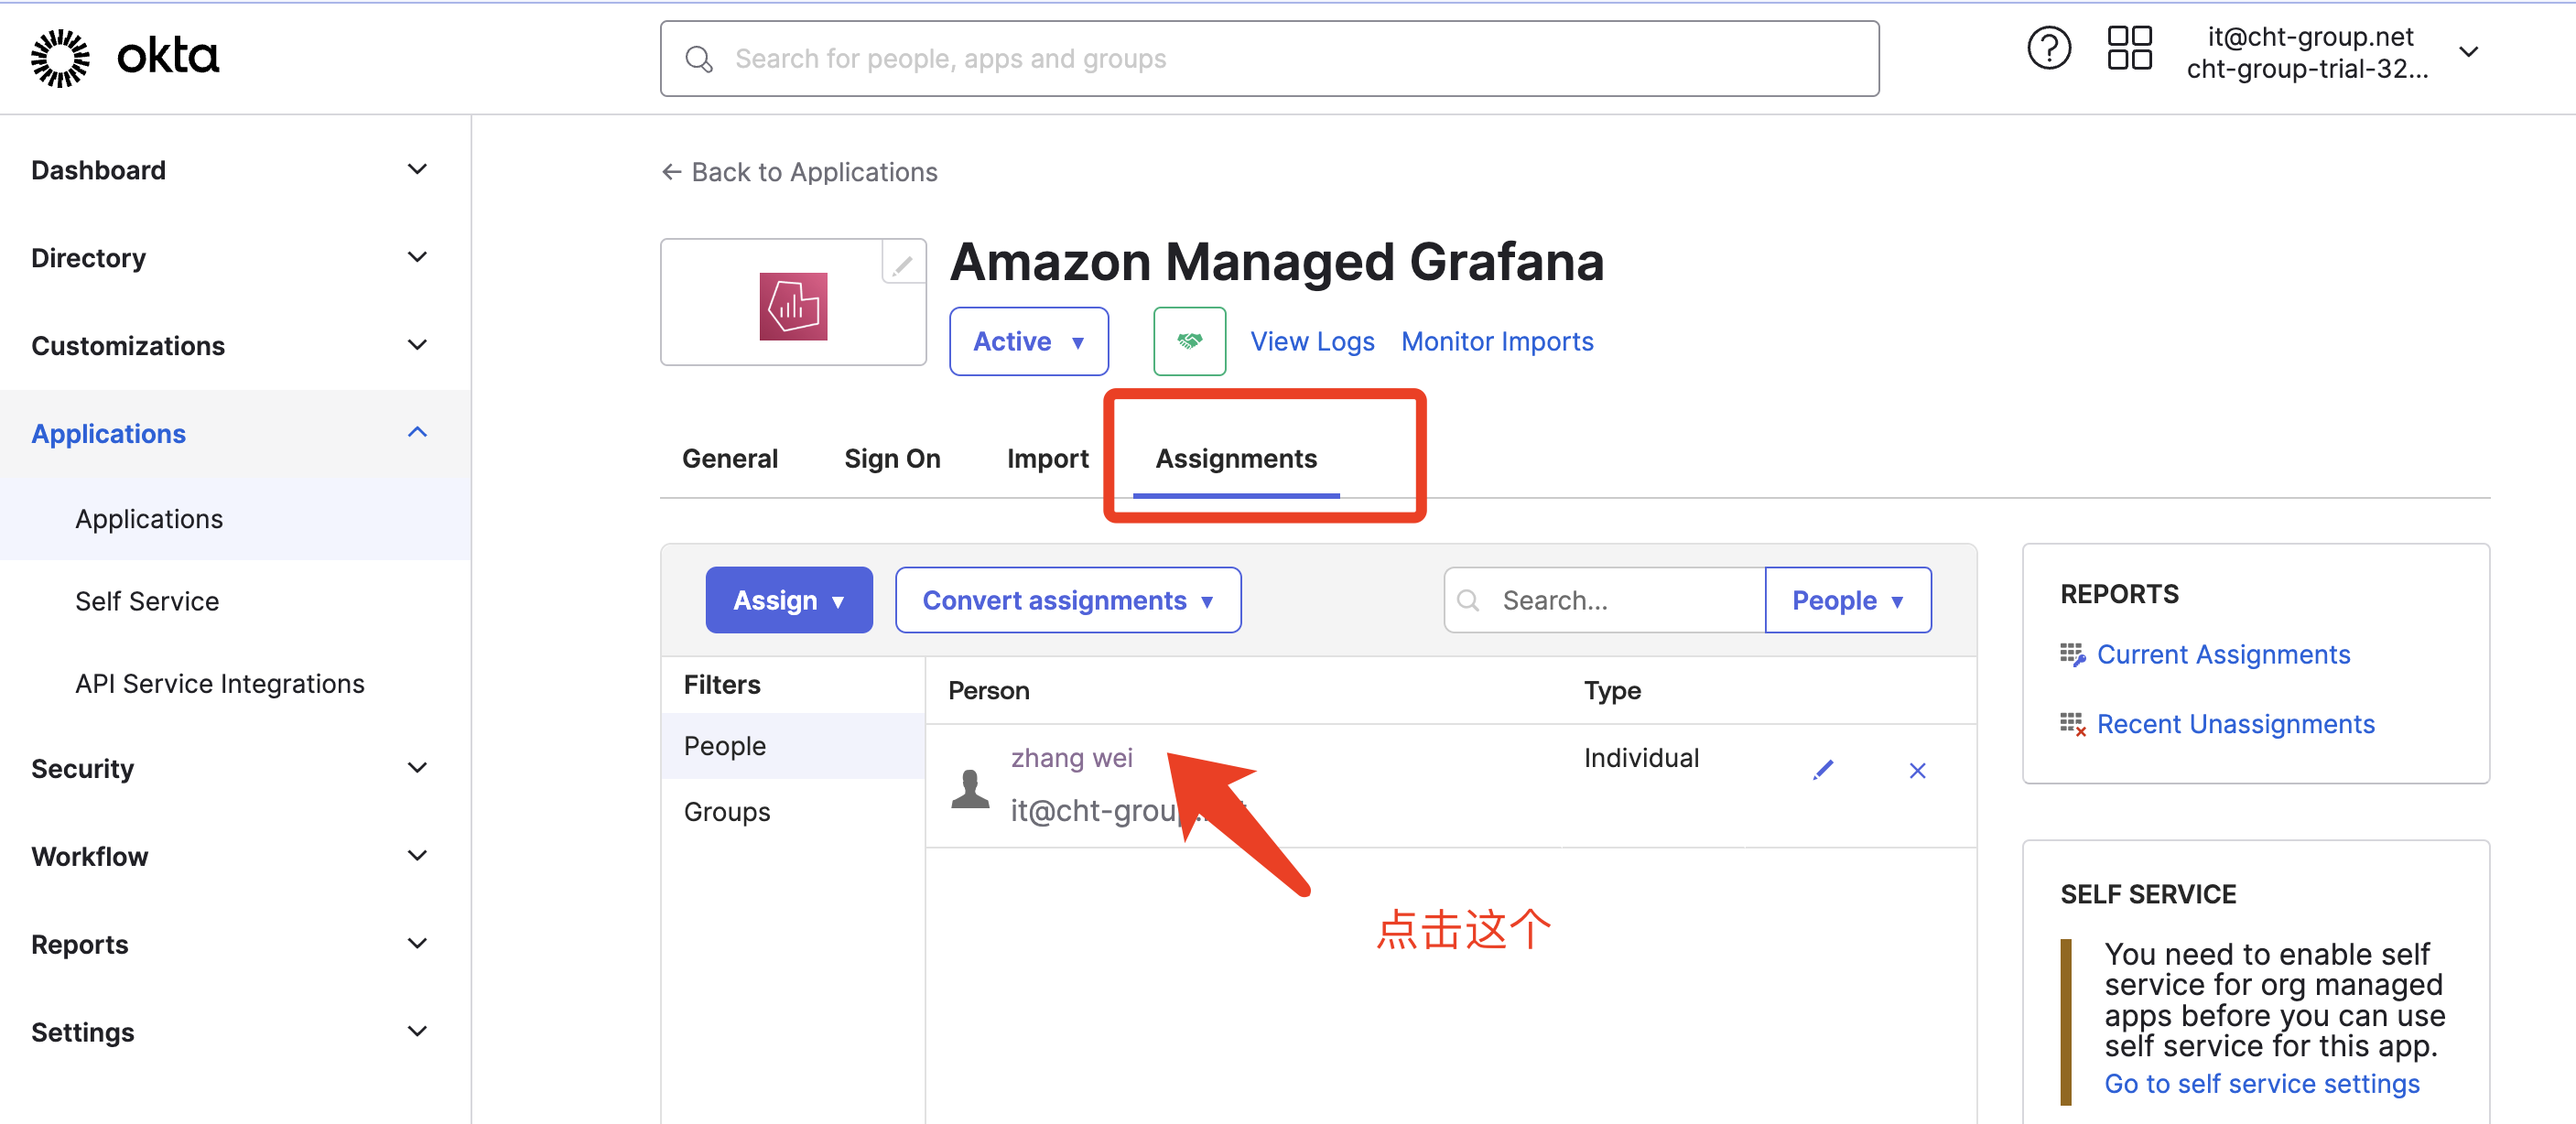 okta
Search for people, apps and groups
it@cht-group.net
cht-group-trial-32...
Dashboard
Directory
Customizations
Applications
Applications
Self Service
API Service Integrations
Security
Workflow
Reports
Settings
← Back to Applications
Amazon Managed Grafana
Active ▼
View Logs
Monitor Imports
General
Sign On
Import
Assignments
Assign ▼
Convert assignments ▼
Search...
People ▼
Filters
People
Groups
Person
Type
zhang wei
Individual
it@cht-group.
点击这个
REPORTS
Current Assignments
Recent Unassignments
SELF SERVICE
You need to enable self
service for org managed
apps before you can use
self service for this app.
Go to self service settings